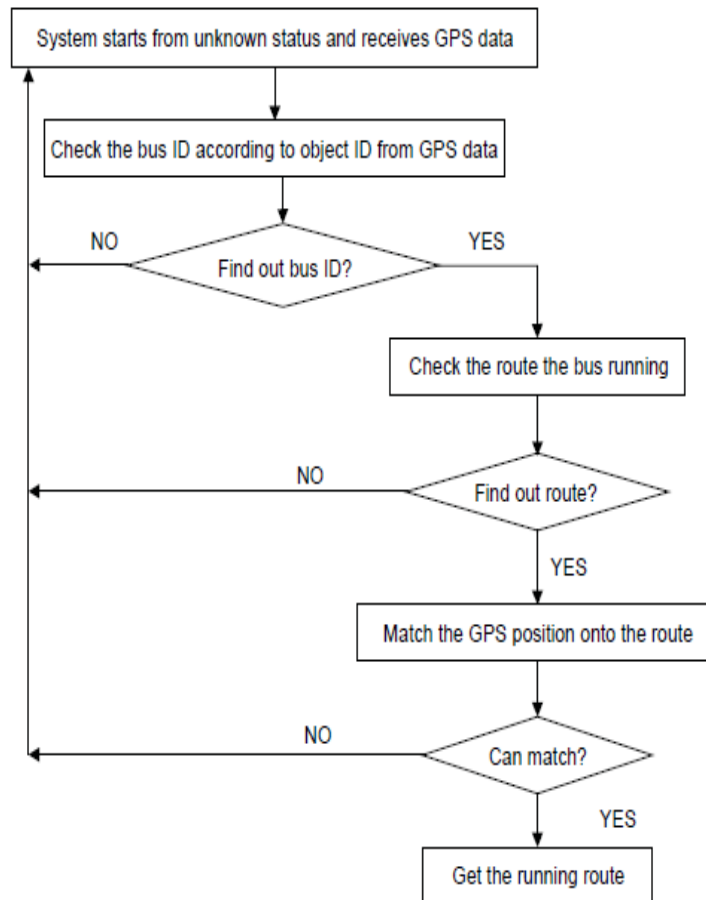 System starts from unknown status and receives GPS data
Check the bus ID according to object ID from GPS data
NO
YES
Find out bus ID?
Check the route the bus running
NO
Find out route?
YES
Match the GPS position onto the route
NO
Can match?
YES
Get the running route